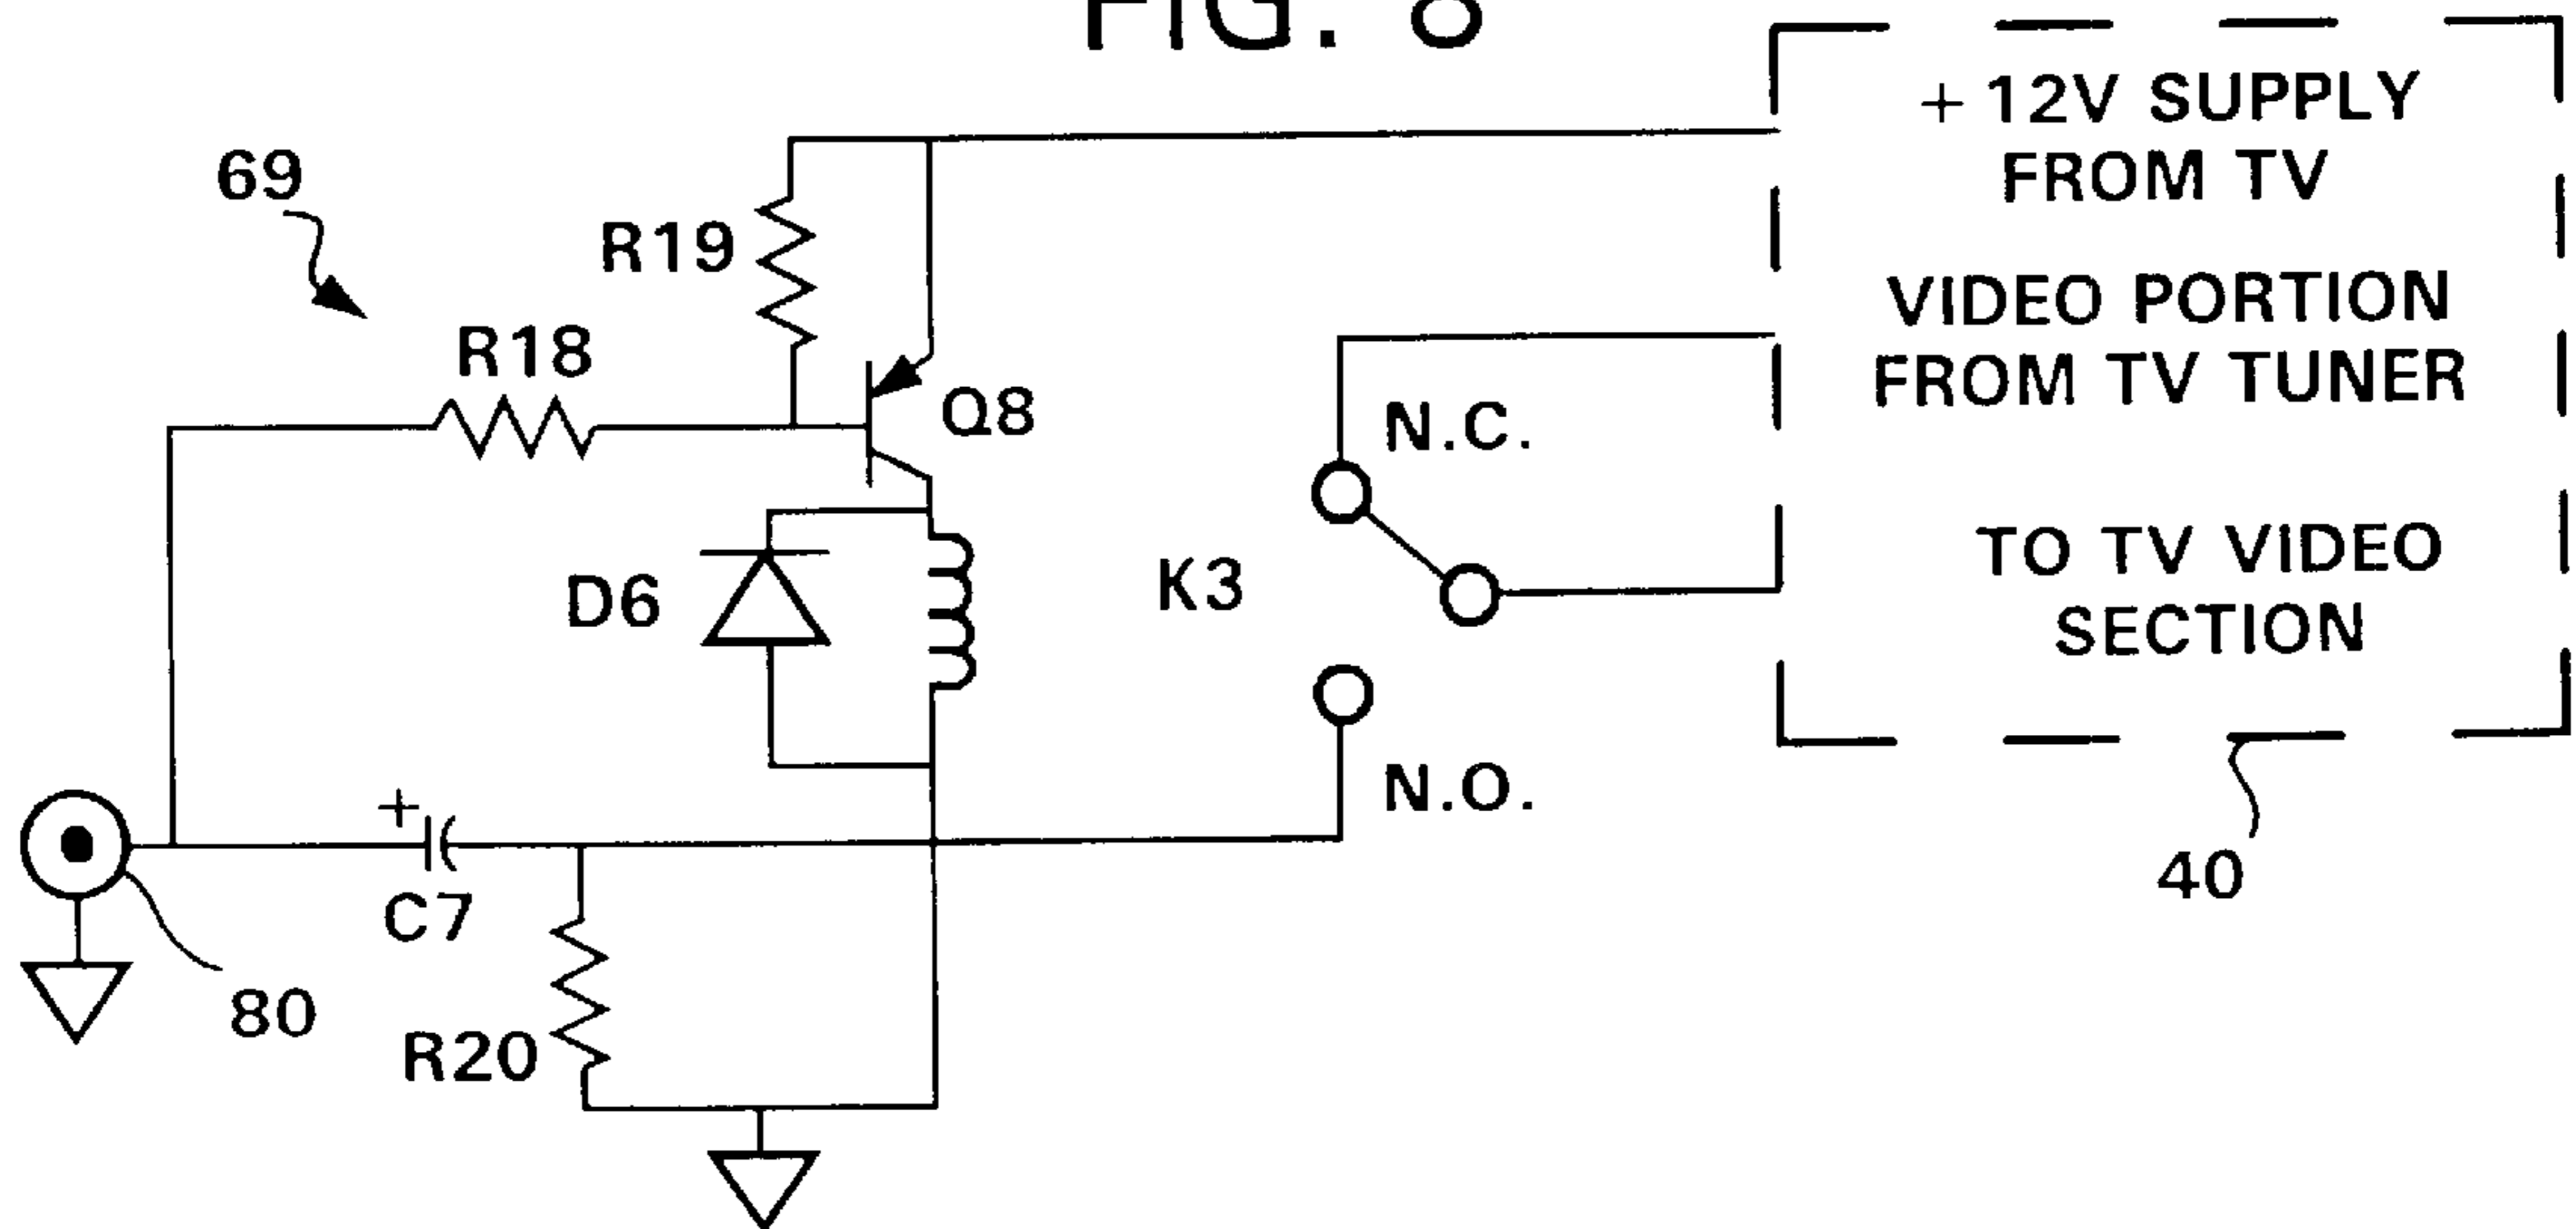 FIG. 8
+ 12V SUPPLY
FROM TV
69
R19
VIDEO PORTION
FROM TV TUNER
R18
Q8
N.C.
TO TV VIDEO
SECTION
D6
K3
N.O.
+
C7
40
80
R20